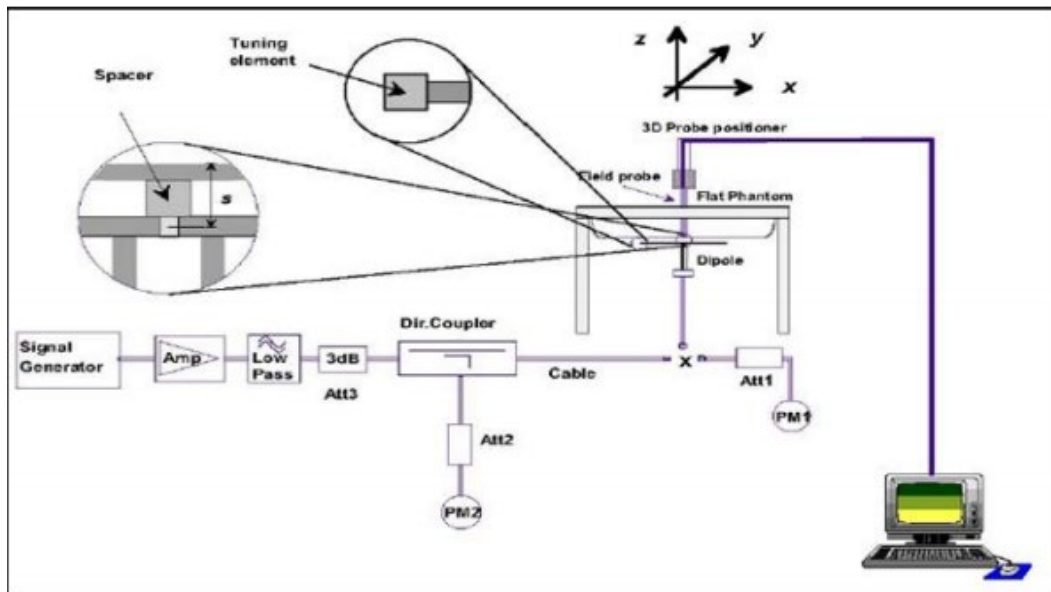 Tuning
element
Spacer
s
z
y
x
3D Probe positioner
Field probe
Flat Phantom
Dipole
Signal
Generator
Amp
Low
Pass
3dB
Att3
Dir.Coupler
Cable
X
Att1
PM1
Att2
PM2